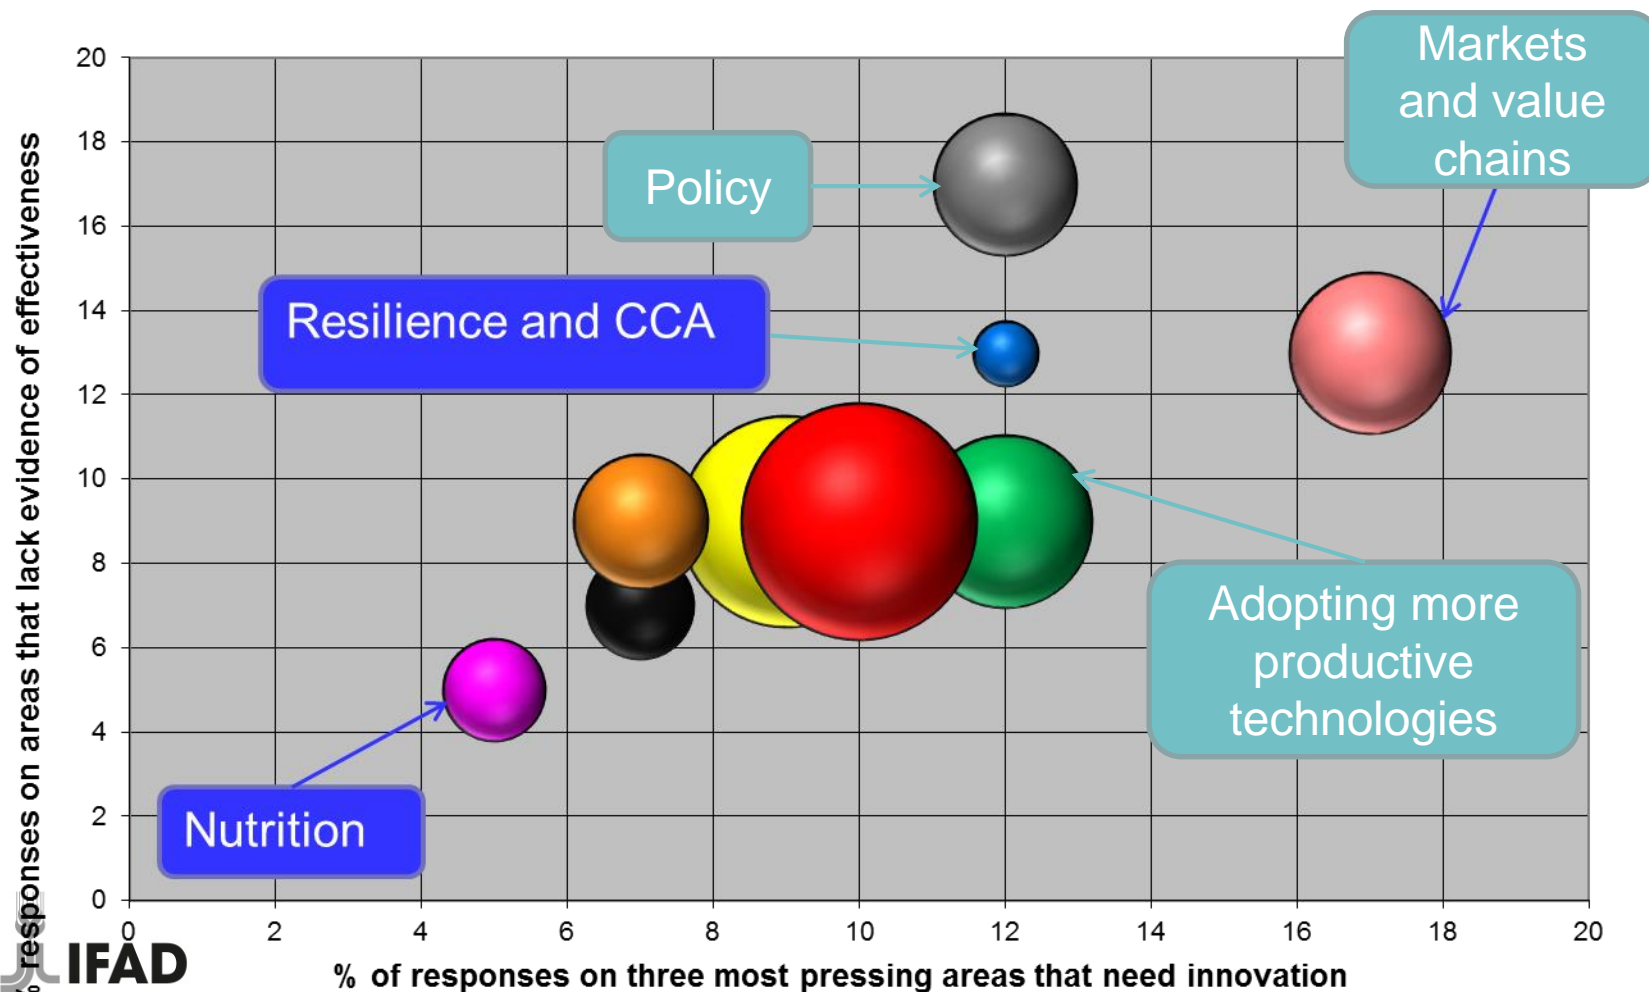 % responses on areas that lack evidence of effectiveness
20
18
16
14
12
10
8
6
4
2
0
Markets
and value
chains
Policy
Resilience and CCA
Adopting more
productive
technologies
Nutrition
0 2 4 6 8 10 12 14 16 18 20
% of responses on three most pressing areas that need innovation
IFAD